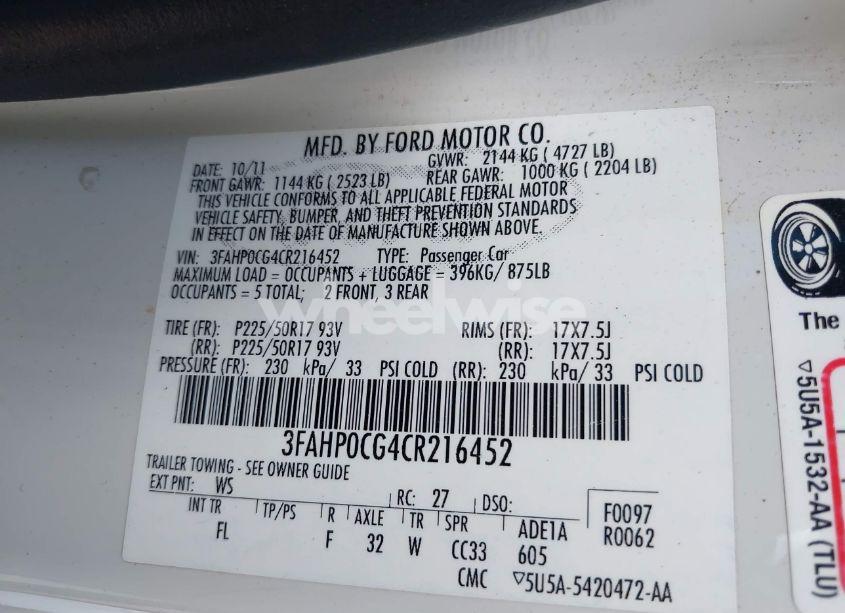 MFD. BY FORD MOTOR CO.
DATE: 10/11 GVWR: 2144 KG ( 4727 LB)
FRONT GAWR: 1144 KG ( 2523 LB) REAR GAWR: 1000 KG ( 2204 LB)
THIS VEHICLE CONFORMS TO ALL APPLICABLE FEDERAL MOTOR
VEHICLE SAFETY, BUMPER, AND THEFT PREVENTION STANDARDS
IN EFFECT ON THE DATE OF MANUFACTURE SHOWN ABOVE.
VIN: 3FAHP0CG4CR216452 TYPE: Passenger Car
MAXIMUM LOAD = OCCUPANTS + LUGGAGE = 396KG/ 875LB
OCCUPANTS = 5 TOTAL; 2 FRONT, 3 REAR
wheelwise
TIRE (FR): P225/50R17 93V RIMS (FR): 17X7.5J
(RR): P225/50R17 93V (RR): 17X7.5J
PRESSURE (FR): 230 kPa/ 33 PSI COLD (RR): 230 kPa/ 33 PSI COLD
3FAHP0CG4CR216452
TRAILER TOWING - SEE OWNER GUIDE
EXT PNT: WS RC: 27 DSO: F0097
INT TR TP/PS R AXLE TR SPR ADE1A R0062
FL F 32 W CC33 605
CMC ▽5U5A-5420472-AA
The
▽5U5A-1532-AA (TLU)